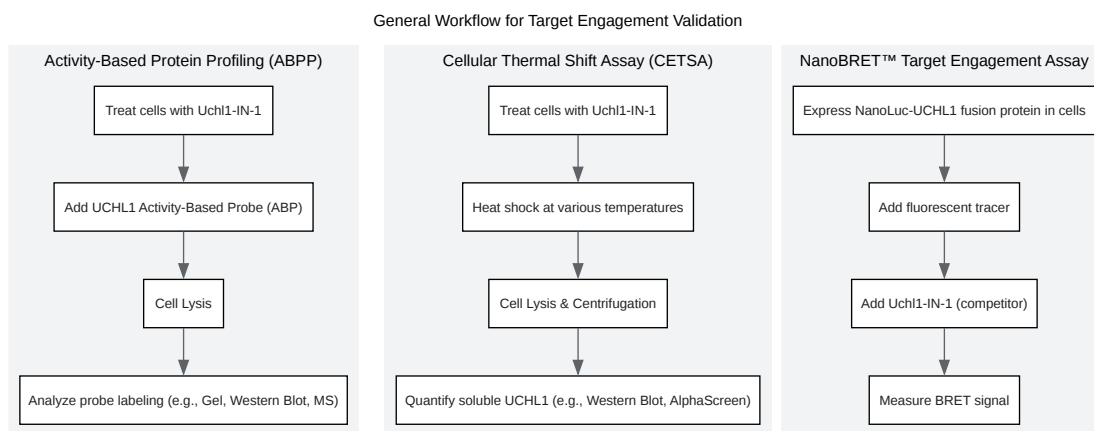 General Workflow for Target Engagement Validation
Activity-Based Protein Profiling (ABPP)
Treat cells with Uchl1-IN-1
Add UCHL1 Activity-Based Probe (ABP)
Cell Lysis
Analyze probe labeling (e.g., Gel, Western Blot, MS)
Cellular Thermal Shift Assay (CETSA)
Treat cells with Uchl1-IN-1
Heat shock at various temperatures
Cell Lysis & Centrifugation
Quantify soluble UCHL1 (e.g., Western Blot, AlphaScreen)
NanoBRET™ Target Engagement Assay
Express NanoLuc-UCHL1 fusion protein in cells
Add fluorescent tracer
Add Uchl1-IN-1 (competitor)
Measure BRET signal